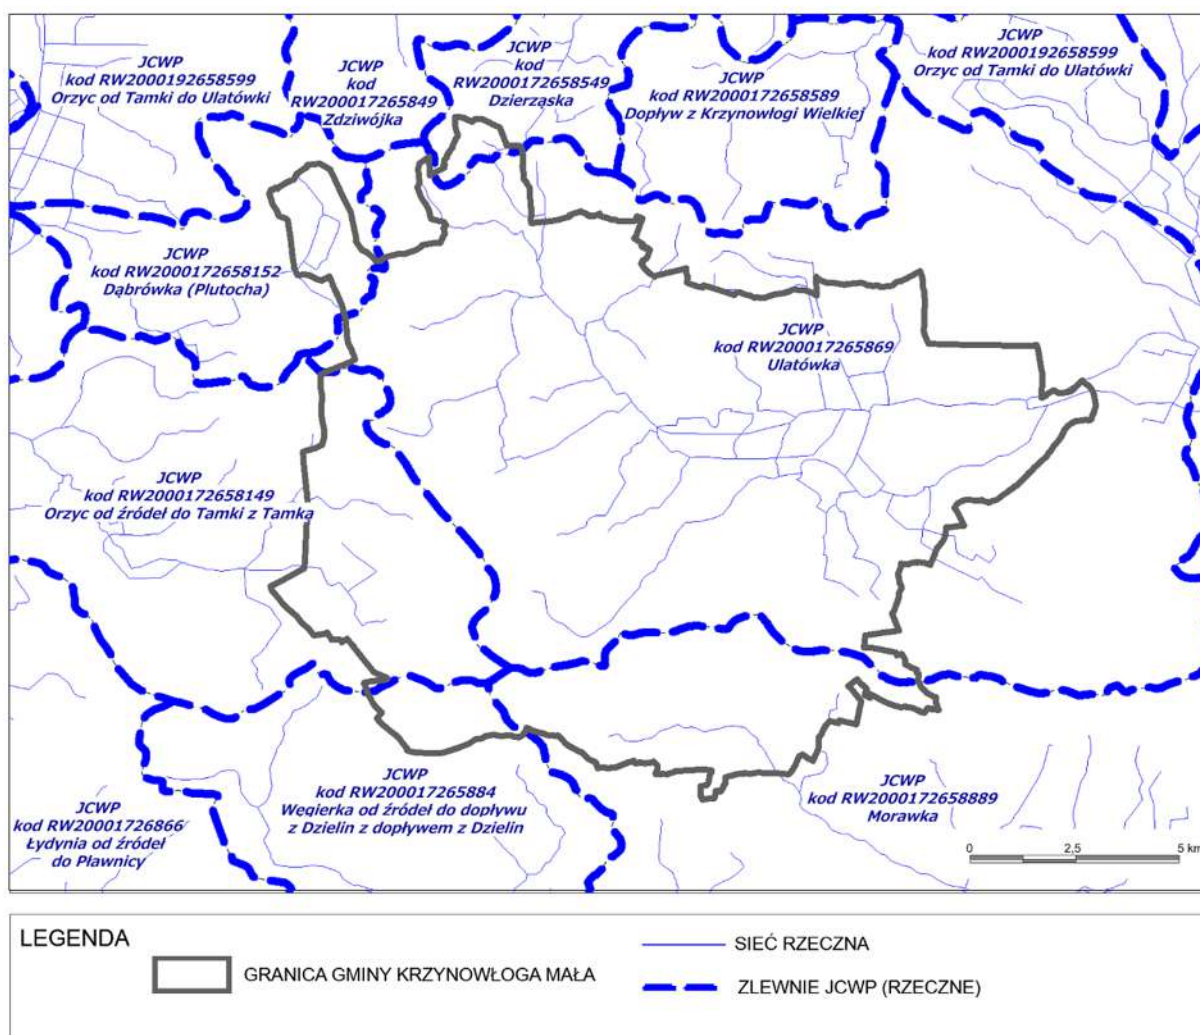 JCWP
kod RW2000192658599
Orzyc od Tamki do Ulatówki
JCWP
kod
RW200017265849
Zdziwójka
JCWP
kod
RW2000172658549
Dzierząska
JCWP
kod RW2000172658589
Dopływ z Krzynowłogi Wielkiej
JCWP
kod RW2000192658599
Orzyc od Tamki do Ulatówki
JCWP
kod RW2000172658152
Dąbrówka (Plutocha)
JCWP
kod RW200017265869
Ulatówka
JCWP
kod RW2000172658149
Orzyc od źródeł do Tamki z Tamką
JCWP
kod RW20001726866
Łydynia od źródeł
do Pławnicy
JCWP
kod RW200017265884
Węgierka od źródeł do dopływu
z Dzielin z dopływem z Dzielin
JCWP
kod RW2000172658889
Morawka
0 2,5 5 km
LEGENDA
GRANICA GMINY KRZYNOWŁOGA MAŁA
SIEĆ RZECZNA
ZLEWNIE JCWP (RZECZNE)